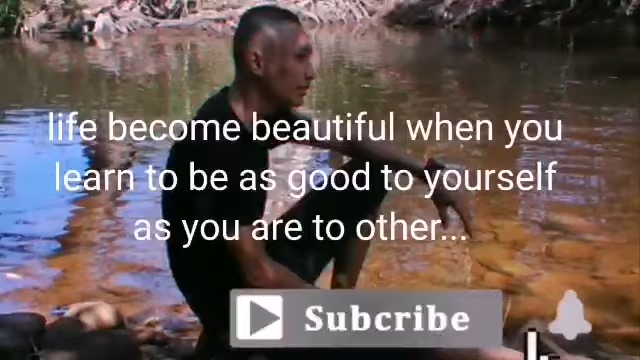 life become beautiful when you
learn to be as good to yourself
as you are to other...
Subcribe